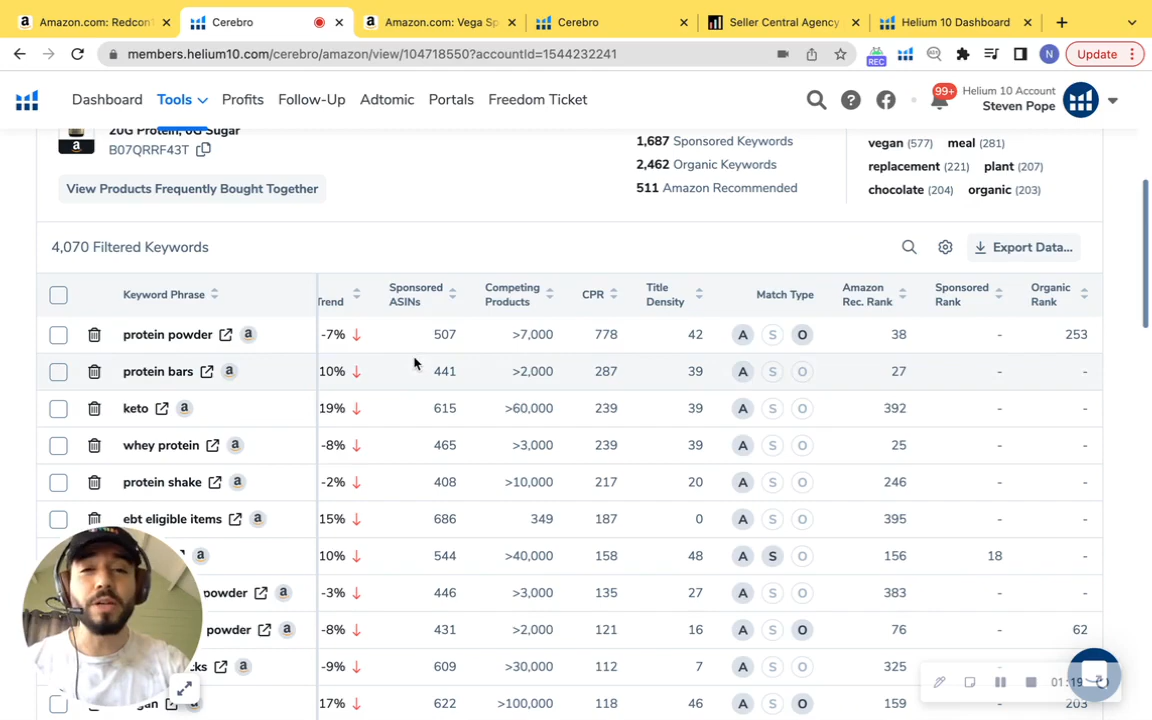 Amazon.com: Redcon
Cerebro
Amazon.com: Vega Sp
Cerebro
Seller Central Agency
Helium 10 Dashboard
members.helium10.com/cerebro/amazon/view/104718550?accountId=1544232241
REC
N
Update
Dashboard
Tools
Profits
Follow-Up
Adtomic
Portals
Freedom Ticket
99+
Helium 10 Account
Steven Pope
20G Protein, 0G Sugar
B07QRRF43T
View Products Frequently Bought Together
1,687 Sponsored Keywords
2,462 Organic Keywords
511 Amazon Recommended
vegan (577) meal (281)
replacement (221) plant (207)
chocolate (204) organic (203)
4,070 Filtered Keywords
Export Data...
Keyword Phrase
Trend
Sponsored ASINs
Competing Products
CPR
Title Density
Match Type
Amazon Rec. Rank
Sponsored Rank
Organic Rank
protein powder a -7% 507 >7,000 778 42 A S O 38 - 253
protein bars a 10% 441 >2,000 287 39 A S O 27 - -
keto a 19% 615 >60,000 239 39 A S O 392 - -
whey protein a -8% 465 >3,000 239 39 A S O 25 - -
protein shake a -2% 408 >10,000 217 20 A S O 246 - -
ebt eligible items a 15% 686 349 187 0 A S O 395 - -
a 10% 544 >40,000 158 48 A S O 156 18 -
powder a -3% 446 >3,000 135 27 A S O 383 - -
powder a -8% 431 >2,000 121 16 A S O 76 - 62
cks a -9% 609 >30,000 112 7 A S O 325 - -
17% 622 >100,000 118 46 A S O 159 - 203